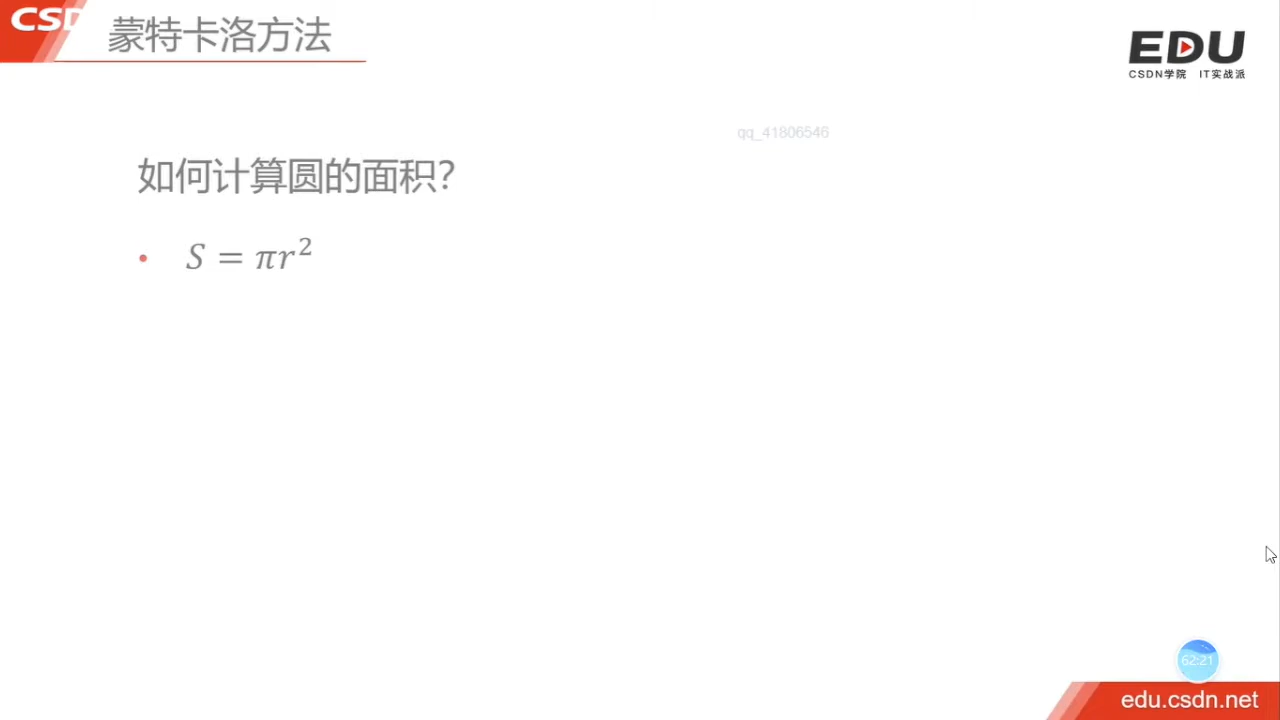 CSD
蒙特卡洛方法
EDU
CSDN学院 IT实战派
qq_41806546
如何计算圆的面积?
• S = πr²
62:21
edu.csdn.net